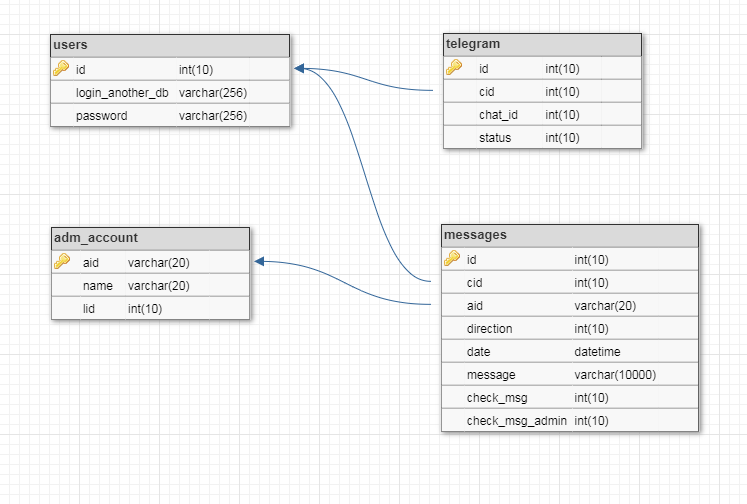 users
id int(10)
login_another_db varchar(256)
password varchar(256)
telegram
id int(10)
cid int(10)
chat_id int(10)
status int(10)
adm_account
aid varchar(20)
name varchar(20)
lid int(10)
messages
id int(10)
cid int(10)
aid varchar(20)
direction int(10)
date datetime
message varchar(10000)
check_msg int(10)
check_msg_admin int(10)